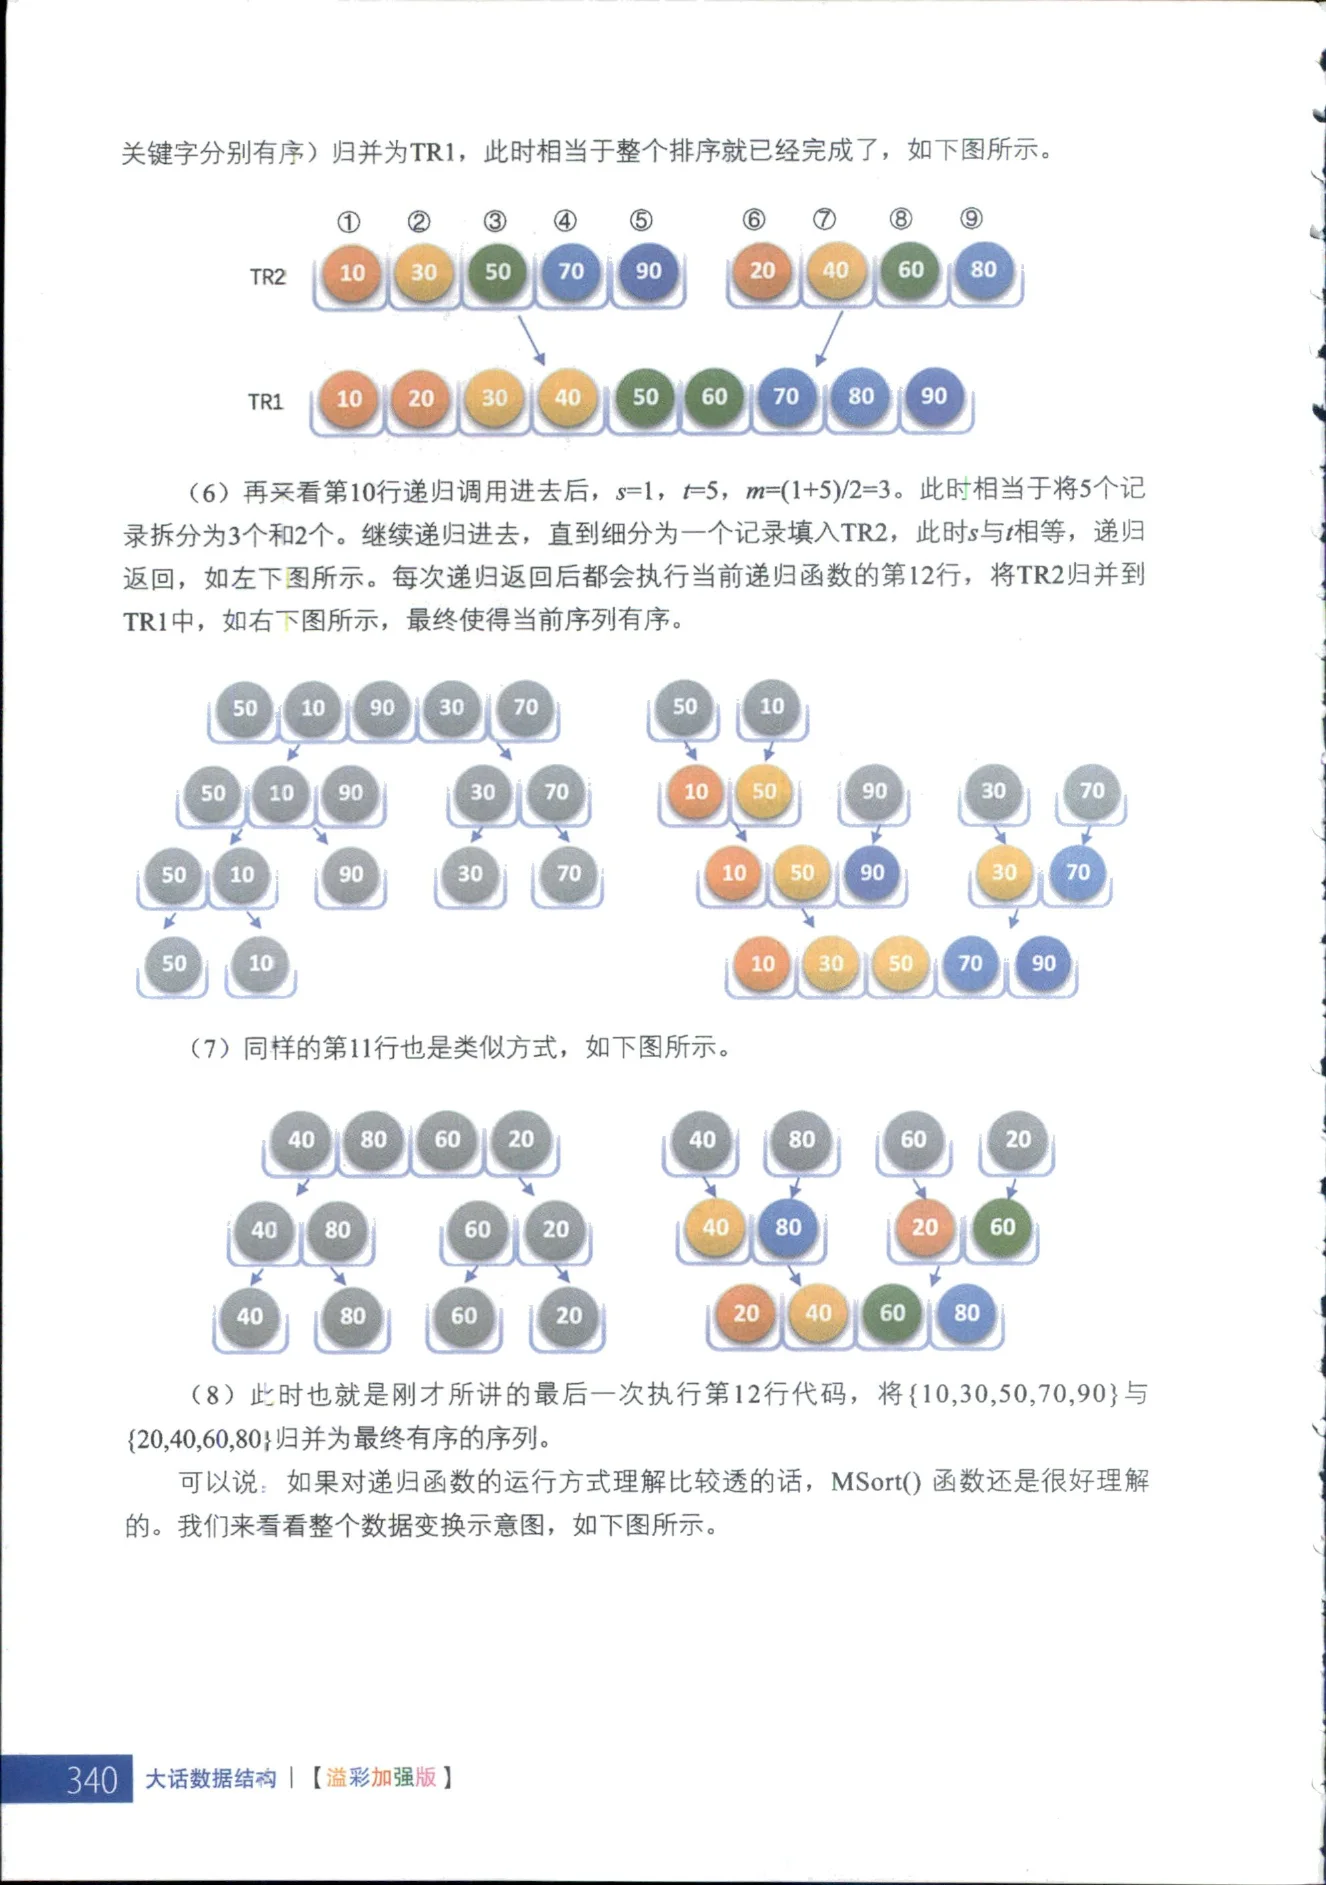 关键字分别有序）归并为TR1，此时相当于整个排序就已经完成了，如下图所示。
① ② ③ ④ ⑤ ⑥ ⑦ ⑧ ⑨
TR2 10 30 50 70 90 20 40 60 80
TR1 10 20 30 40 50 60 70 80 90
（6）再来看第10行递归调用进去后，s=1，t=5，m=(1+5)/2=3。此时相当于将5个记
录拆分为3个和2个。继续递归进去，直到细分为一个记录填入TR2，此时s与t相等，递归
返回，如左下图所示。每次递归返回后都会执行当前递归函数的第12行，将TR2归并到
TR1中，如右下图所示，最终使得当前序列有序。
50 10 90 30 70 50 10
50 10 90 30 70 10 50 90 30 70
50 10 90 30 70 10 50 90 30 70
50 10 10 30 50 70 90
（7）同样的第11行也是类似方式，如下图所示。
40 80 60 20 40 80 60 20
40 80 60 20 40 80 20 60
40 80 60 20 20 40 60 80
（8）此时也就是刚才所讲的最后一次执行第12行代码，将{10,30,50,70,90}与
{20,40,60,80}归并为最终有序的序列。
可以说，如果对递归函数的运行方式理解比较透的话，MSort() 函数还是很好理解
的。我们来看看整个数据变换示意图，如下图所示。
340 大话数据结构 |【溢彩加强版】